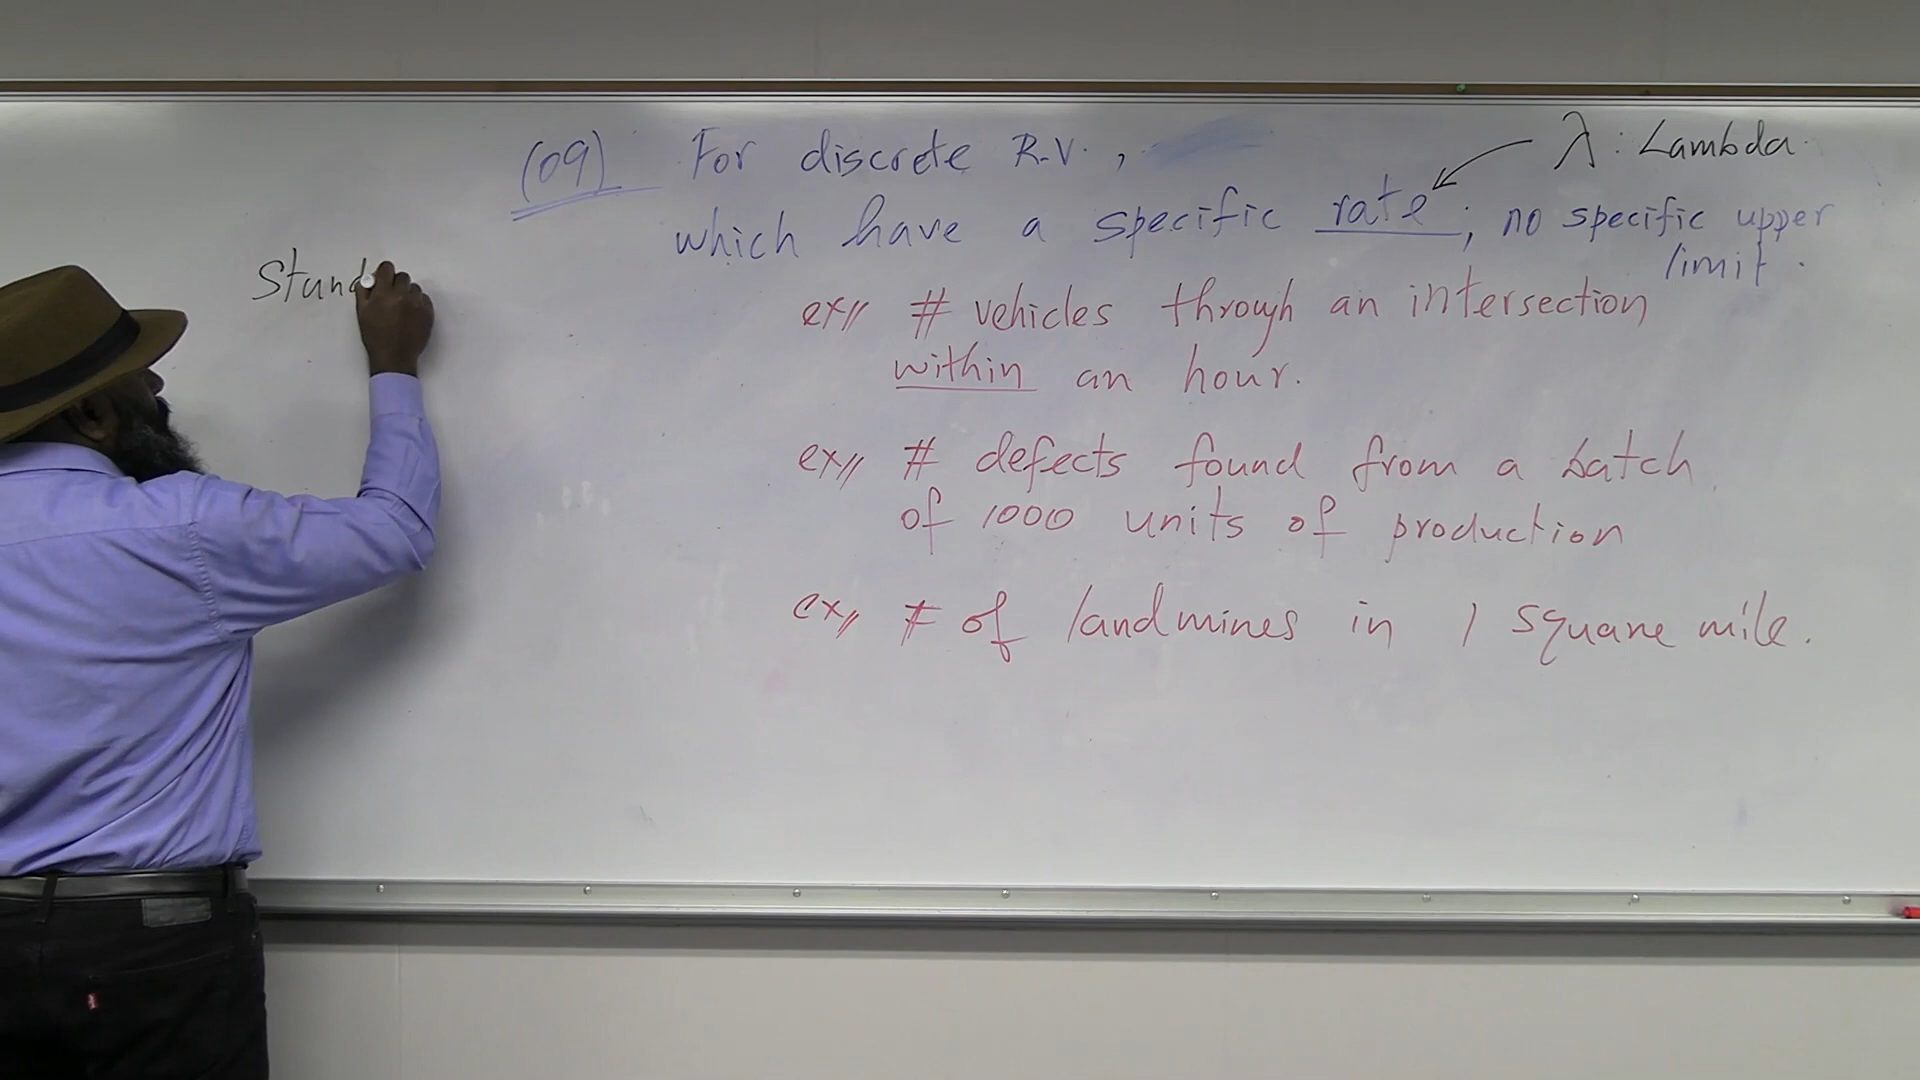 (09) For discrete R.V.,
λ : Lambda.
which have a specific rate; no specific upper
limit.
Stand
ex// # vehicles through an intersection
within an hour.
ex// # defects found from a batch
of 1000 units of production
ex// # of landmines in 1 square mile.